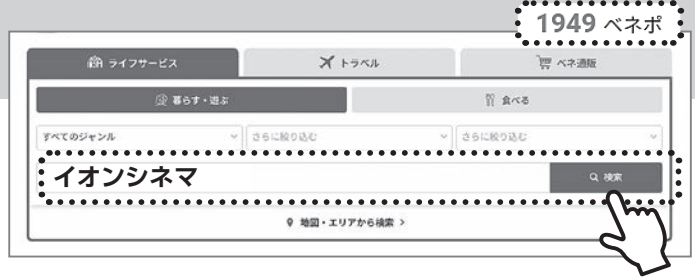 1949 ベネポ
ライフサービス トラベル ベネ通販
暮らす・遊ぶ 食べる
すべてのジャンル さらに絞り込む さらに絞り込む
イオンシネマ 検索
地図・エリアから検索 >